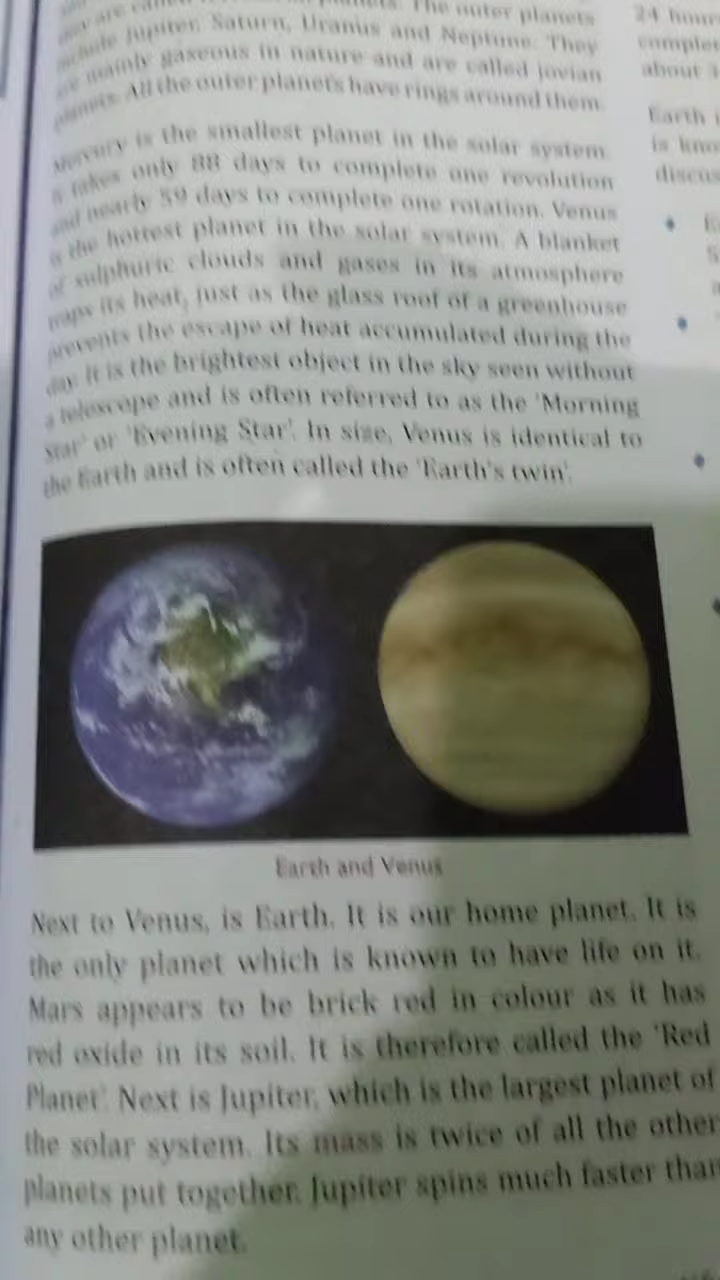 are called planets. The outer planets
include Jupiter, Saturn, Uranus and Neptune. They
are mainly gaseous in nature and are called jovian
planets. All the outer planets have rings around them.
Mercury is the smallest planet in the solar system.
It takes only 88 days to complete one revolution
and nearly 59 days to complete one rotation. Venus
is the hottest planet in the solar system. A blanket
of sulphuric clouds and gases in its atmosphere
traps its heat, just as the glass roof of a greenhouse
prevents the escape of heat accumulated during the
day. It is the brightest object in the sky seen without
a telescope and is often referred to as the 'Morning
Star' or 'Evening Star'. In size, Venus is identical to
the Earth and is often called the 'Earth's twin'.
Earth and Venus
Next to Venus, is Earth. It is our home planet. It is
the only planet which is known to have life on it.
Mars appears to be brick red in colour as it has
red oxide in its soil. It is therefore called the 'Red
Planet'. Next is Jupiter, which is the largest planet of
the solar system. Its mass is twice of all the other
planets put together. Jupiter spins much faster than
any other planet.
24 hour
complet
about 3
Earth i
is kno
discus